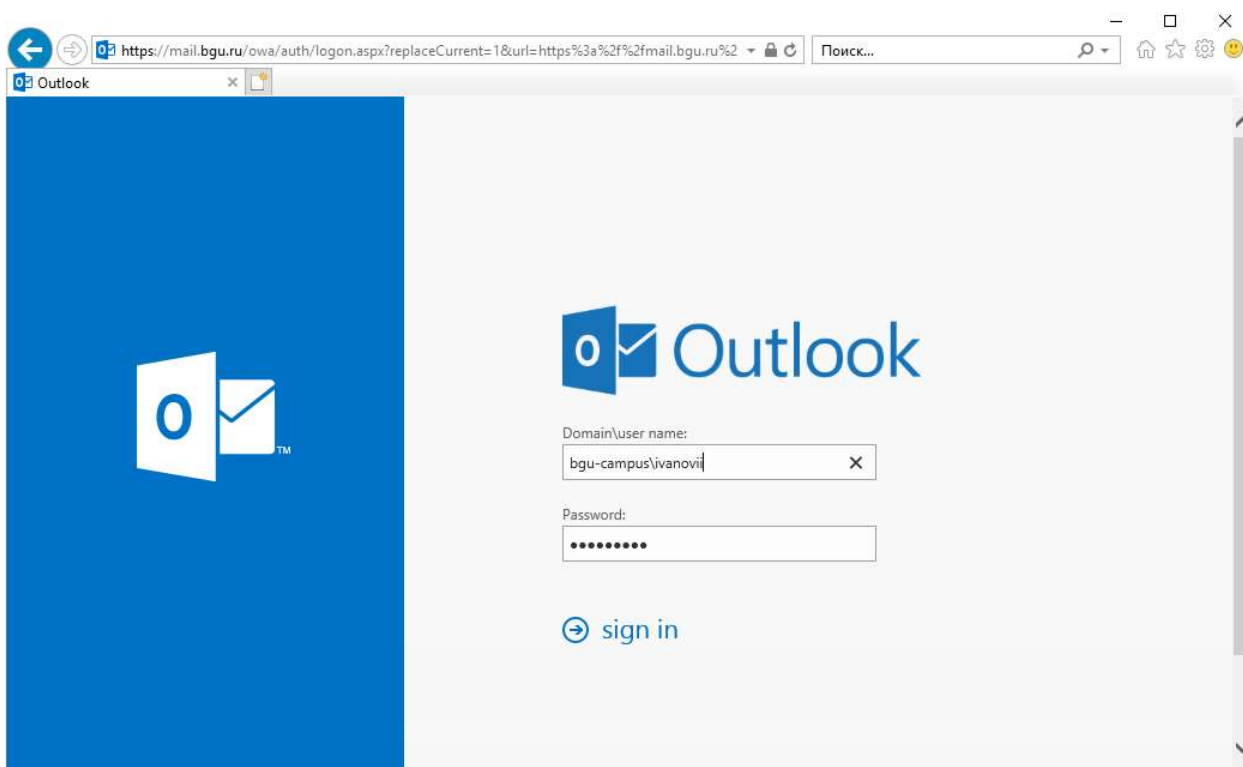 https://mail.bgu.ru/owa/auth/logon.aspx?replaceCurrent=1&url=https%3a%2f%2fmail.bgu.ru%2
Поиск...
Outlook
Outlook
Domain\user name:
bgu-campus\ivanovii
Password:
•••••••••
sign in
TM